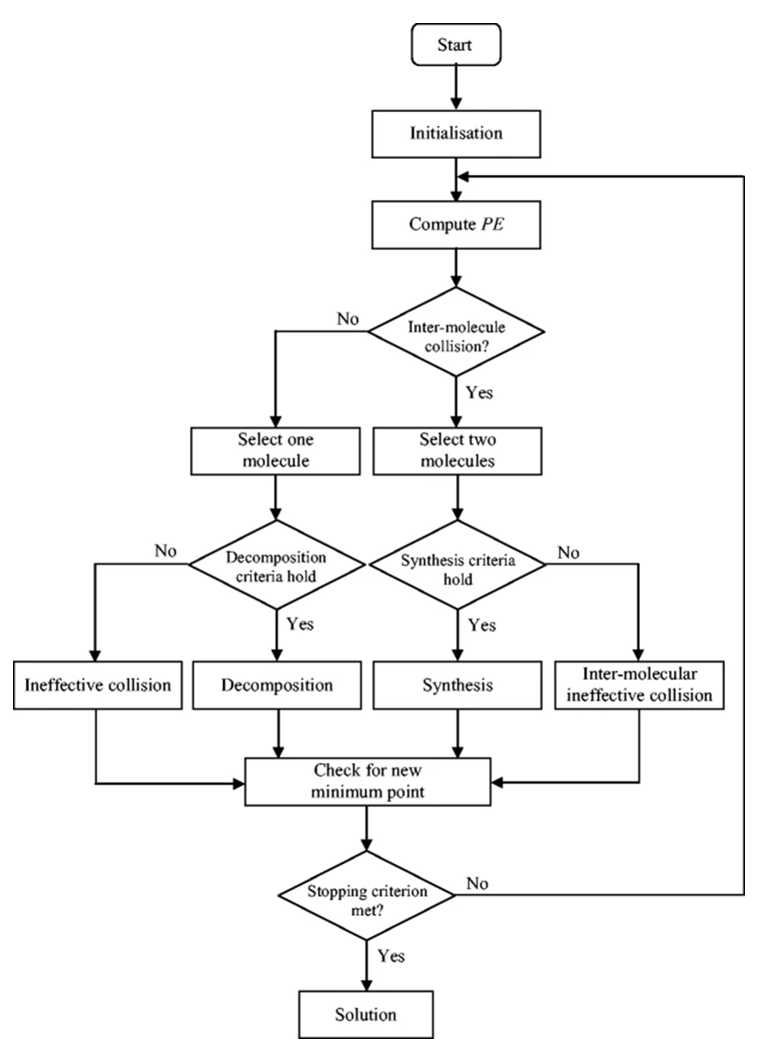 Start
Initialisation
Compute PE
Inter-molecule
collision?
No
Yes
Select one
molecule
Select two
molecules
Decomposition
criteria hold
No
Yes
Synthesis criteria
hold
No
Yes
Ineffective collision
Decomposition
Synthesis
Inter-molecular
ineffective collision
Check for new
minimum point
Stopping criterion
met?
No
Yes
Solution